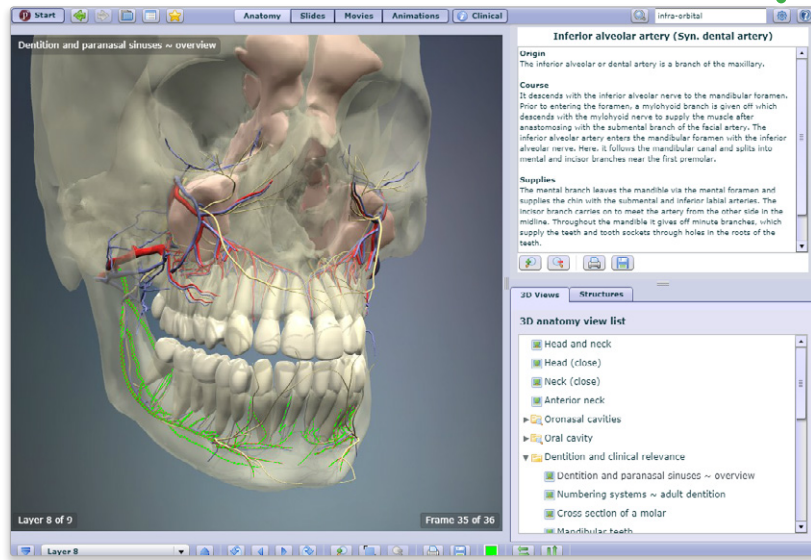 Start
Anatomy Slides Movies Animations Clinical
infra-orbital
Dentition and paranasal sinuses ~ overview
Layer 8 of 9
Frame 35 of 36
Inferior alveolar artery (Syn. dental artery)
Origin
The inferior alveolar or dental artery is a branch of the maxillary.
Course
It descends with the inferior alveolar nerve to the mandibular foramen.
Prior to entering the foramen, a mylohyoid branch is given off which
descends with the mylohyoid nerve to supply the muscle after
anastomosing with the submental branch of the facial artery. The
inferior alveolar artery enters the mandibular foramen with the inferior
alveolar nerve. Here, it follows the mandibular canal and splits into
mental and incisor branches near the first premolar.
Supplies
The mental branch leaves the mandible via the mental foramen and
supplies the chin with the submental and inferior labial arteries. The
incisor branch carries on to meet the artery from the other side in the
midline. Throughout the mandible it gives off minute branches, which
supply the teeth and tooth sockets through holes in the roots of the
teeth.
3D Views Structures
3D anatomy view list
Head and neck
Head (close)
Neck (close)
Anterior neck
Oronasal cavities
Oral cavity
Dentition and clinical relevance
Dentition and paranasal sinuses ~ overview
Numbering systems ~ adult dentition
Cross section of a molar
Mandibular teeth
Layer 8